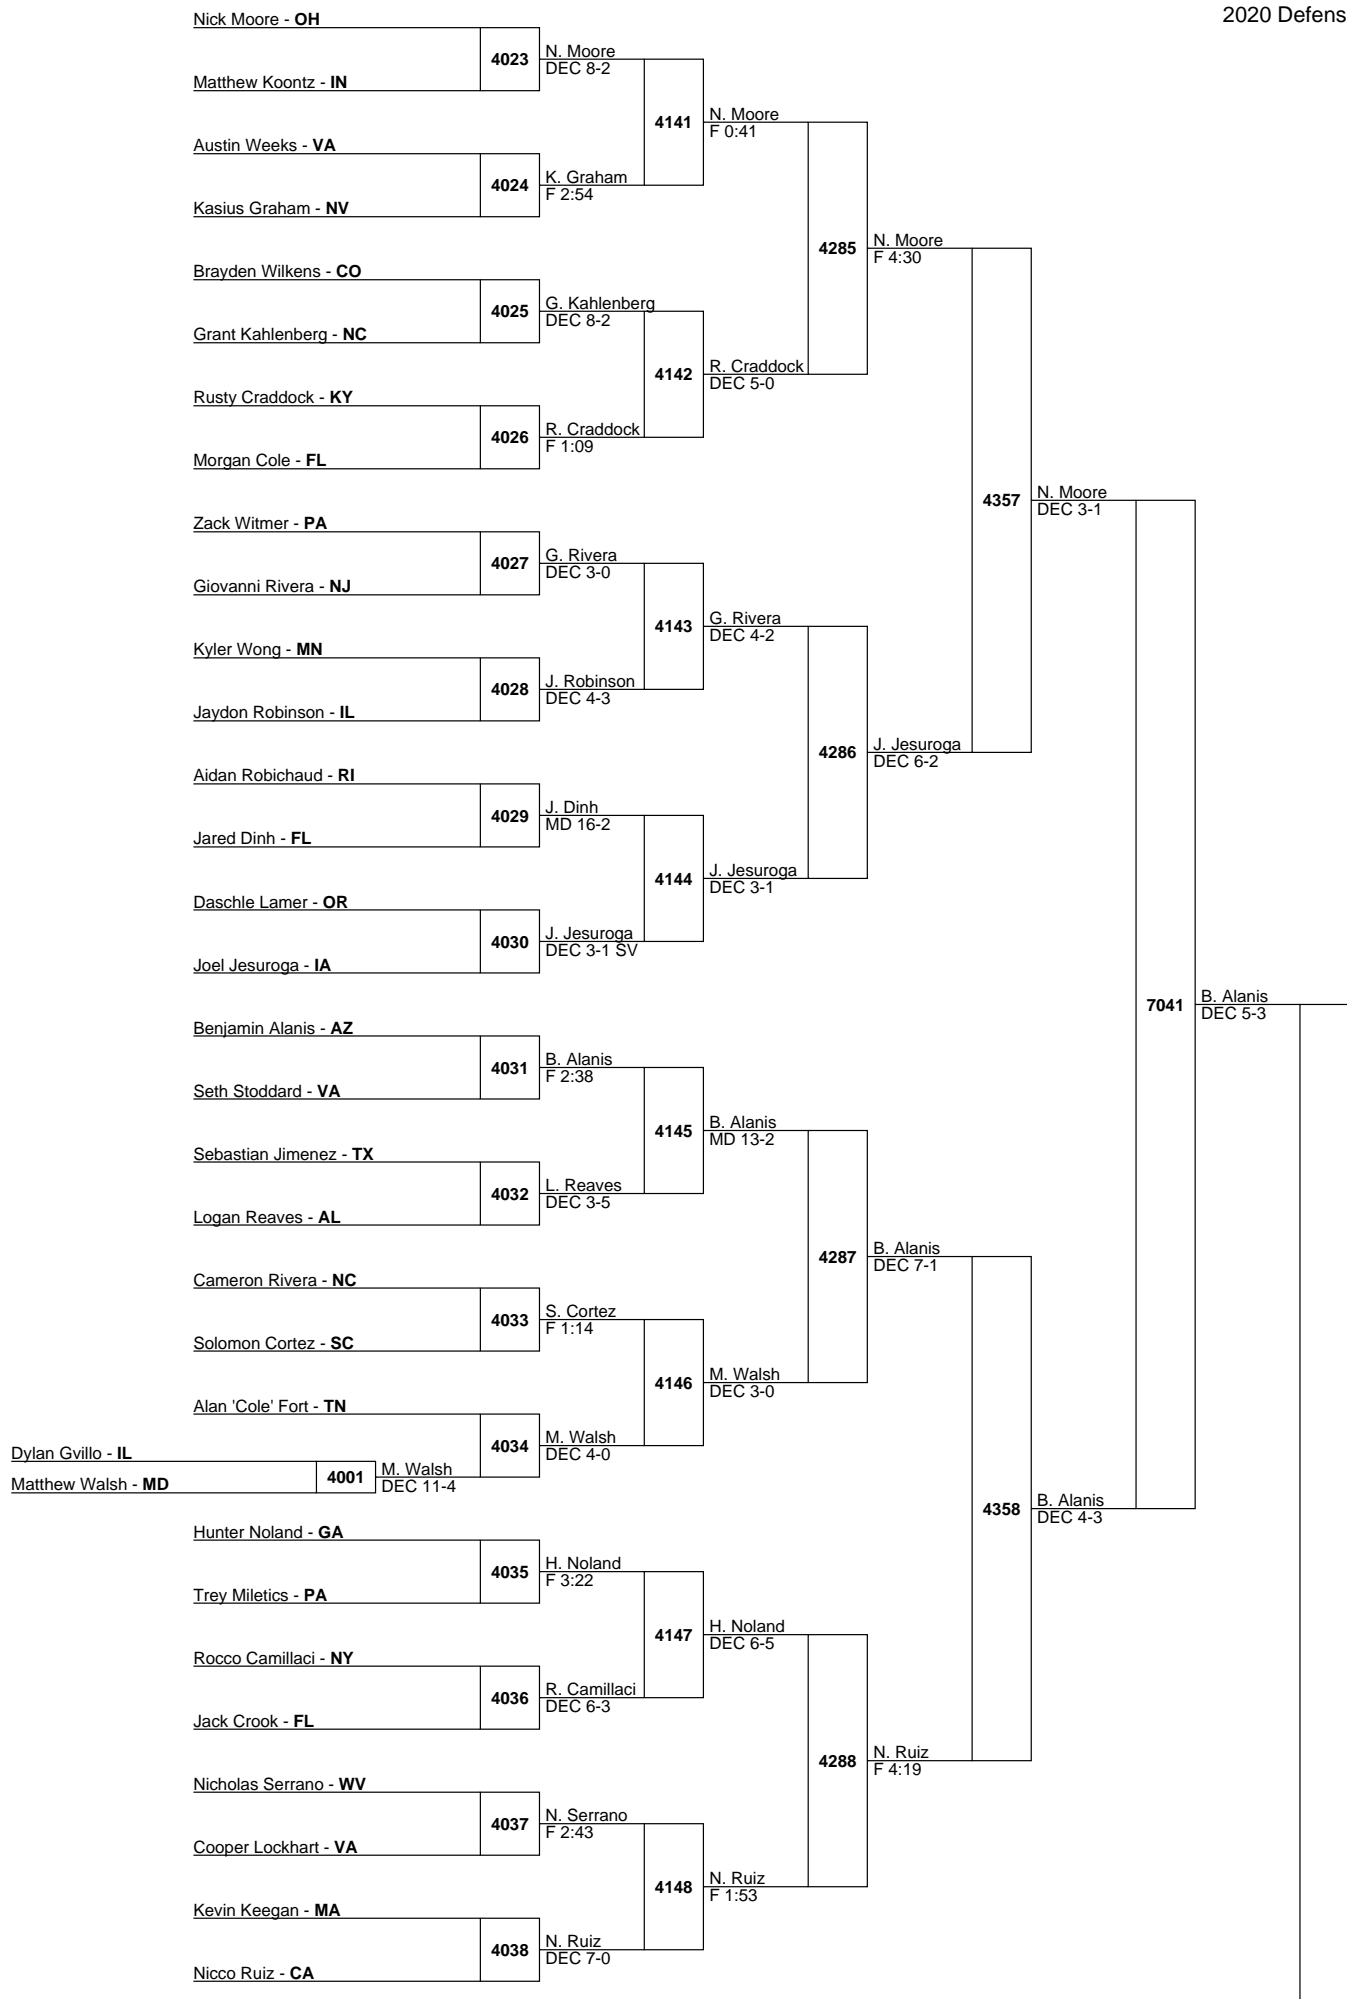 2020 Defens
Nick Moore - OH
4023
N. Moore
DEC 8-2
Matthew Koontz - IN
4141
N. Moore
F 0:41
Austin Weeks - VA
4024
K. Graham
F 2:54
Kasius Graham - NV
4285
N. Moore
F 4:30
Brayden Wilkens - CO
4025
G. Kahlenberg
DEC 8-2
Grant Kahlenberg - NC
4142
R. Craddock
DEC 5-0
Rusty Craddock - KY
4026
R. Craddock
F 1:09
Morgan Cole - FL
4357
N. Moore
DEC 3-1
Zack Witmer - PA
4027
G. Rivera
DEC 3-0
Giovanni Rivera - NJ
4143
G. Rivera
DEC 4-2
Kyler Wong - MN
4028
J. Robinson
DEC 4-3
Jaydon Robinson - IL
4286
J. Jesuroga
DEC 6-2
Aidan Robichaud - RI
4029
J. Dinh
MD 16-2
Jared Dinh - FL
4144
J. Jesuroga
DEC 3-1
Daschle Lamer - OR
4030
J. Jesuroga
DEC 3-1 SV
Joel Jesuroga - IA
7041
B. Alanis
DEC 5-3
Benjamin Alanis - AZ
4031
B. Alanis
F 2:38
Seth Stoddard - VA
4145
B. Alanis
MD 13-2
Sebastian Jimenez - TX
4032
L. Reaves
DEC 3-5
Logan Reaves - AL
4287
B. Alanis
DEC 7-1
Cameron Rivera - NC
4033
S. Cortez
F 1:14
Solomon Cortez - SC
4146
M. Walsh
DEC 3-0
Alan 'Cole' Fort - TN
4034
M. Walsh
DEC 4-0
Dylan Gvillo - IL
4001
M. Walsh
DEC 11-4
Matthew Walsh - MD
4358
B. Alanis
DEC 4-3
Hunter Noland - GA
4035
H. Noland
F 3:22
Trey Miletics - PA
4147
H. Noland
DEC 6-5
Rocco Camillaci - NY
4036
R. Camillaci
DEC 6-3
Jack Crook - FL
4288
N. Ruiz
F 4:19
Nicholas Serrano - WV
4037
N. Serrano
F 2:43
Cooper Lockhart - VA
4148
N. Ruiz
F 1:53
Kevin Keegan - MA
4038
N. Ruiz
DEC 7-0
Nicco Ruiz - CA